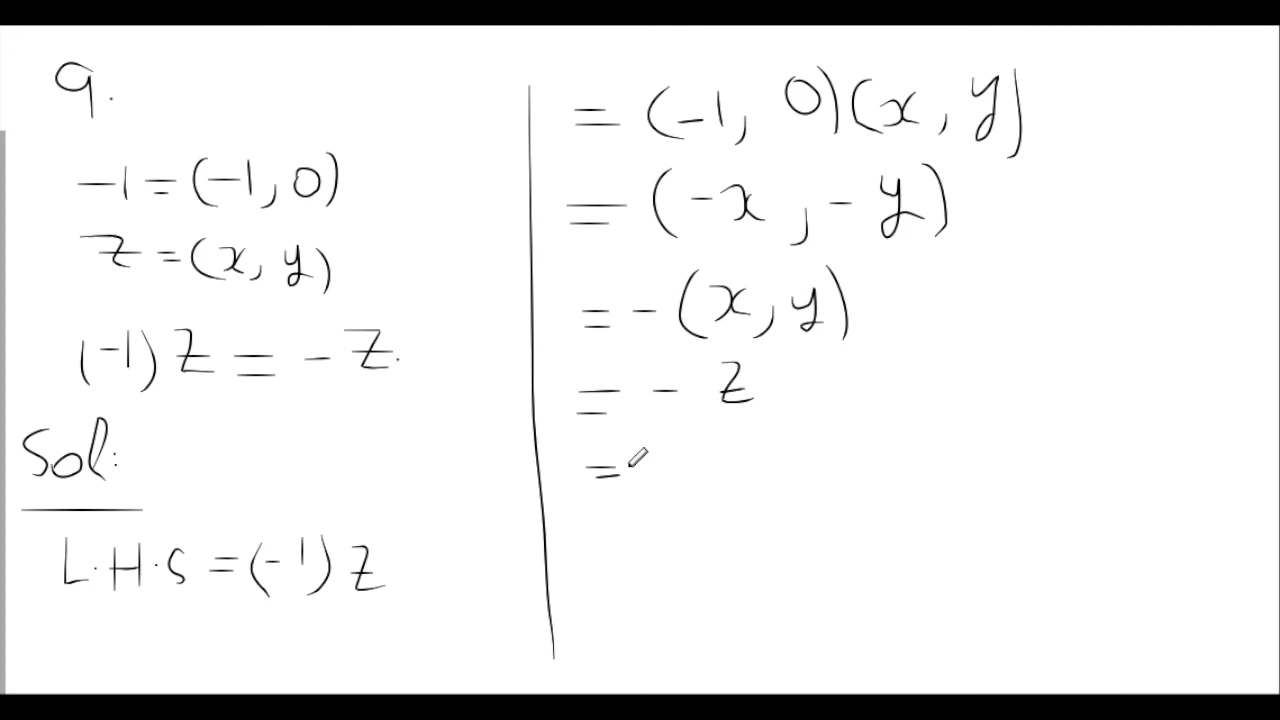 9.
-1 = (-1, 0)
z = (x, y)
(-1) Z = - Z.
Sol:
L.H.S = (-1) Z
= (-1, 0)(x, y)
= (-x, -y)
= - (x, y)
= - z
=